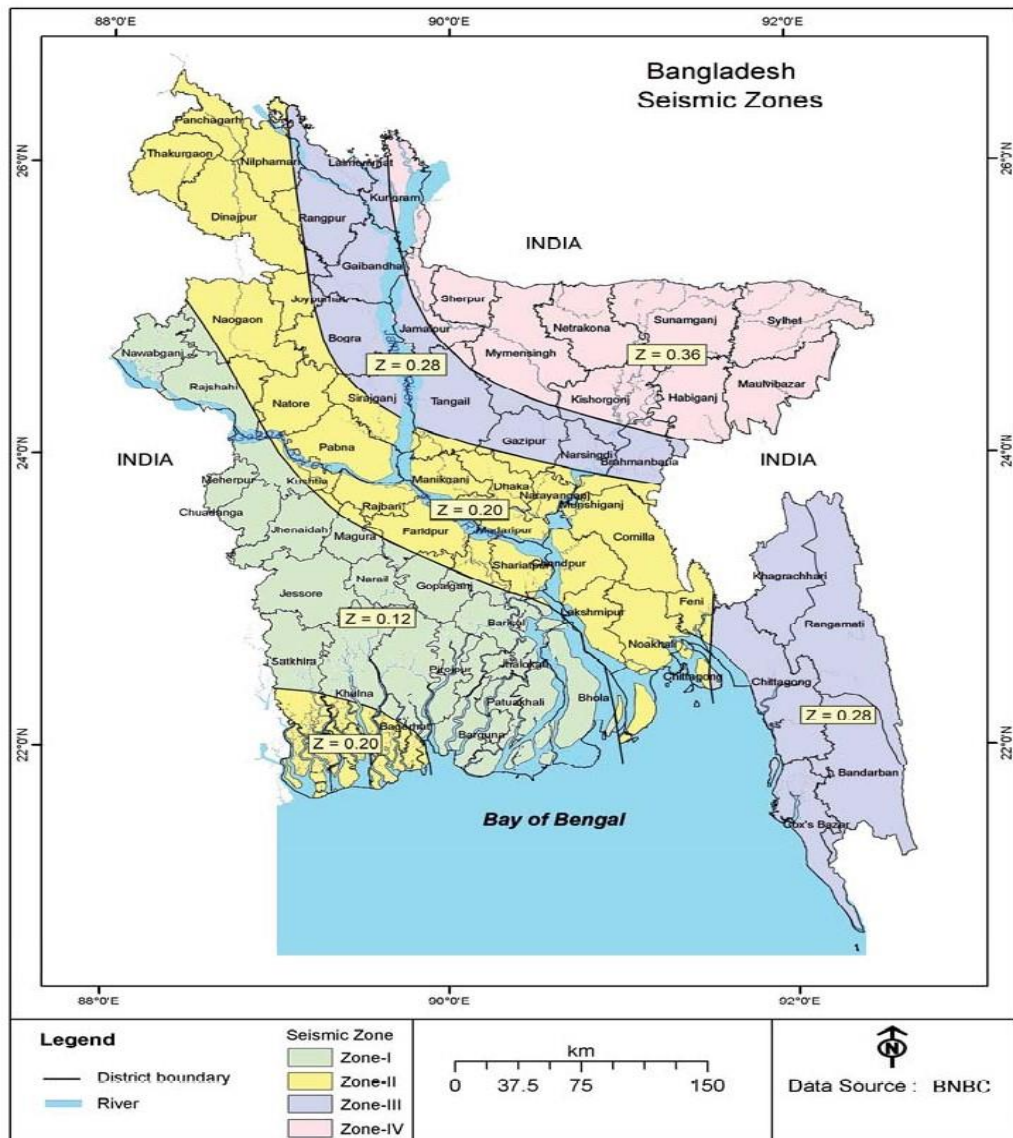 88°0'E 90°0'E 92°0'E
Bangladesh
Seismic Zones
26°0'N
26°0'N
24°0'N
24°0'N
22°0'N
22°0'N
INDIA
INDIA
INDIA
Panchagarh
Thakurgaon
Nilphamari
Dinajpur
Rangpur
Kurigram
Gaibandha
Joypurhat
Naogaon
Bogra
Jamalpur
Sherpur
Netrakona
Sunamganj
Sylhet
Mymensingh
Z = 0.36
Z = 0.28
Nawabganj
Rajshahi
Natore
Sirajganj
Tangail
Kishorgonj
Habiganj
Maulvibazar
Pabna
Gazipur
Narsingdi
Brahmanbaria
Meherpur
Kushtia
Manikganj
Dhaka
Narayanganj
Munshiganj
Chuadanga
Rajbari
Z = 0.20
Jhenaidah
Magura
Faridpur
Madaripur
Comilla
Shariatpur
Chandpur
Jessore
Narail
Gopalganj
Khagrachhari
Z = 0.12
Barisal
Lakshmipur
Feni
Rangamati
Noakhali
Satkhira
Khulna
Pirojpur
Jhalokati
Bhola
Chittagong
Chittagong
Bagerhat
Patuakhali
Barguna
Z = 0.20
Z = 0.28
Bandarban
Cox's Bazar
Bay of Bengal
88°0'E 90°0'E 92°0'E
Legend
District boundary
River
Seismic Zone
Zone-I
Zone-II
Zone-III
Zone-IV
km
0 37.5 75 150
N
Data Source : BNBC